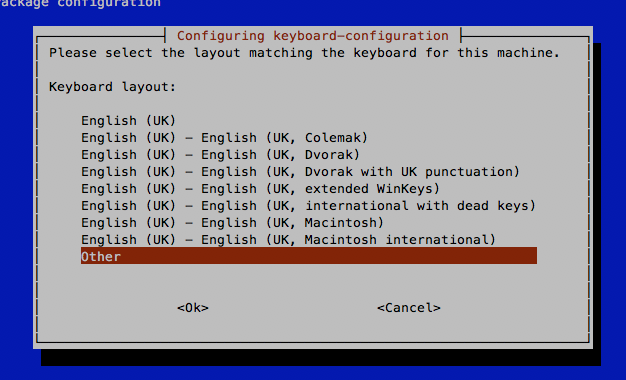 ackage configuration
Configuring keyboard-configuration
Please select the layout matching the keyboard for this machine.
Keyboard layout:
English (UK)
English (UK) - English (UK, Colemak)
English (UK) - English (UK, Dvorak)
English (UK) - English (UK, Dvorak with UK punctuation)
English (UK) - English (UK, extended WinKeys)
English (UK) - English (UK, international with dead keys)
English (UK) - English (UK, Macintosh)
English (UK) - English (UK, Macintosh international)
Other
<Ok> <Cancel>